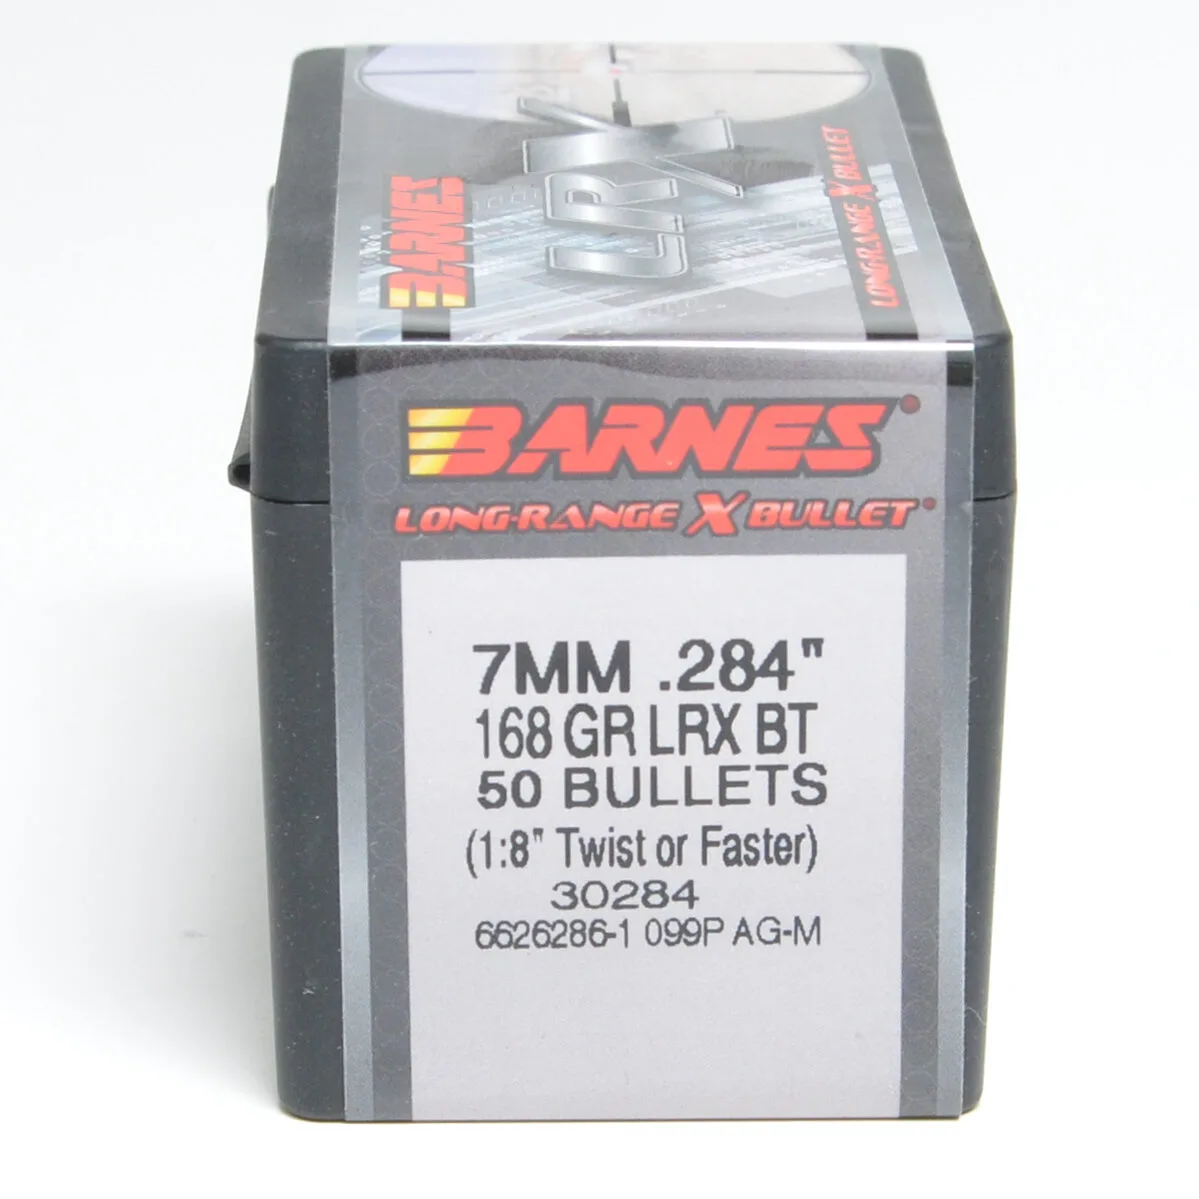 BARNES
LRX
LONG-RANGE X BULLET
BARNES®
LONG-RANGE X BULLET®
7MM .284"
168 GR LRX BT
50 BULLETS
(1:8" Twist or Faster)
30284
6626286-1 099P AG-M